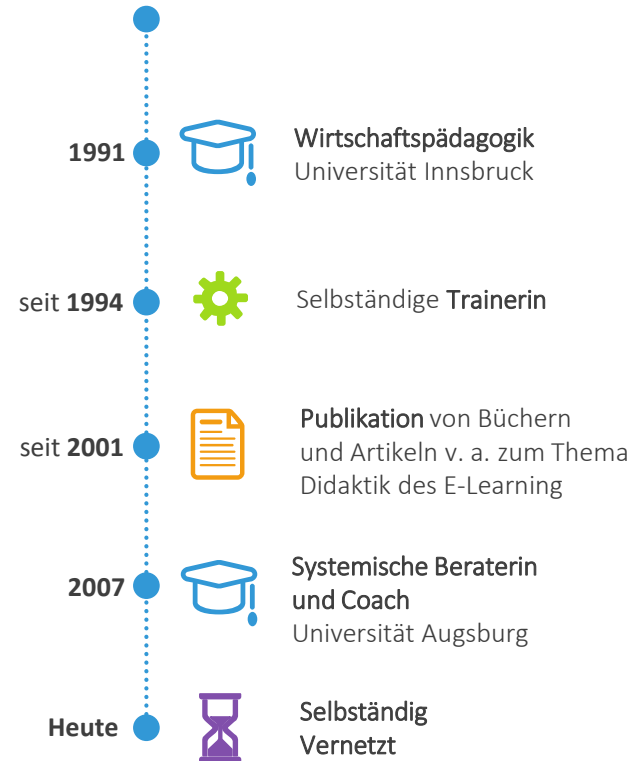 1991
Wirtschaftspädagogik
Universität Innsbruck
seit 1994
Selbständige Trainerin
seit 2001
Publikation von Büchern
und Artikeln v. a. zum Thema
Didaktik des E-Learning
2007
Systemische Beraterin
und Coach
Universität Augsburg
Heute
Selbständig
Vernetzt